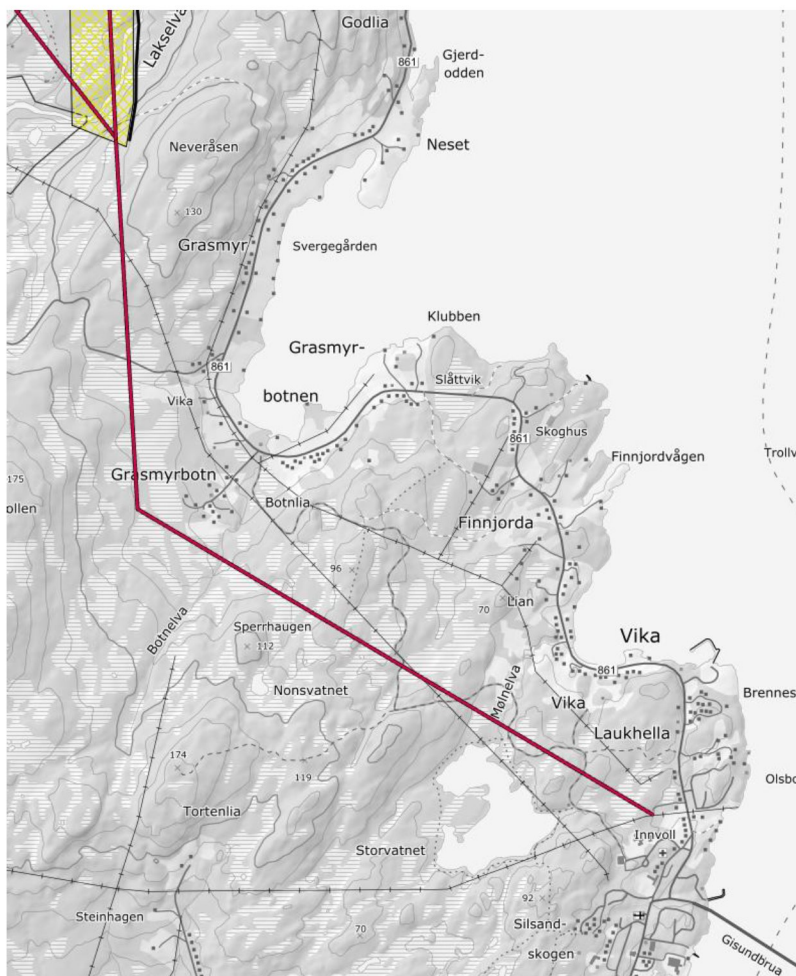 Godlia
Lakselva
861
Gjerd-
odden
Neset
Neveråsen
130
Grasmyr
Svergegården
Klubben
Grasmyr-
botnen
861
Slåttvik
Vika
861
Skoghus
Finnjordvågen
Trollv
175
ollen
Grasmyrbotn
Botnlia
Finnjorda
96
70
Lian
Botnelva
Sperrhaugen
112
Vika
861
Nonsvatnet
Mølnelva
Vika
Brennes
Laukhella
174
119
Olsbo
Tortenlia
Innvoll
Storvatnet
Steinhagen
92
70
Silsand-
skogen
Gisundbrua